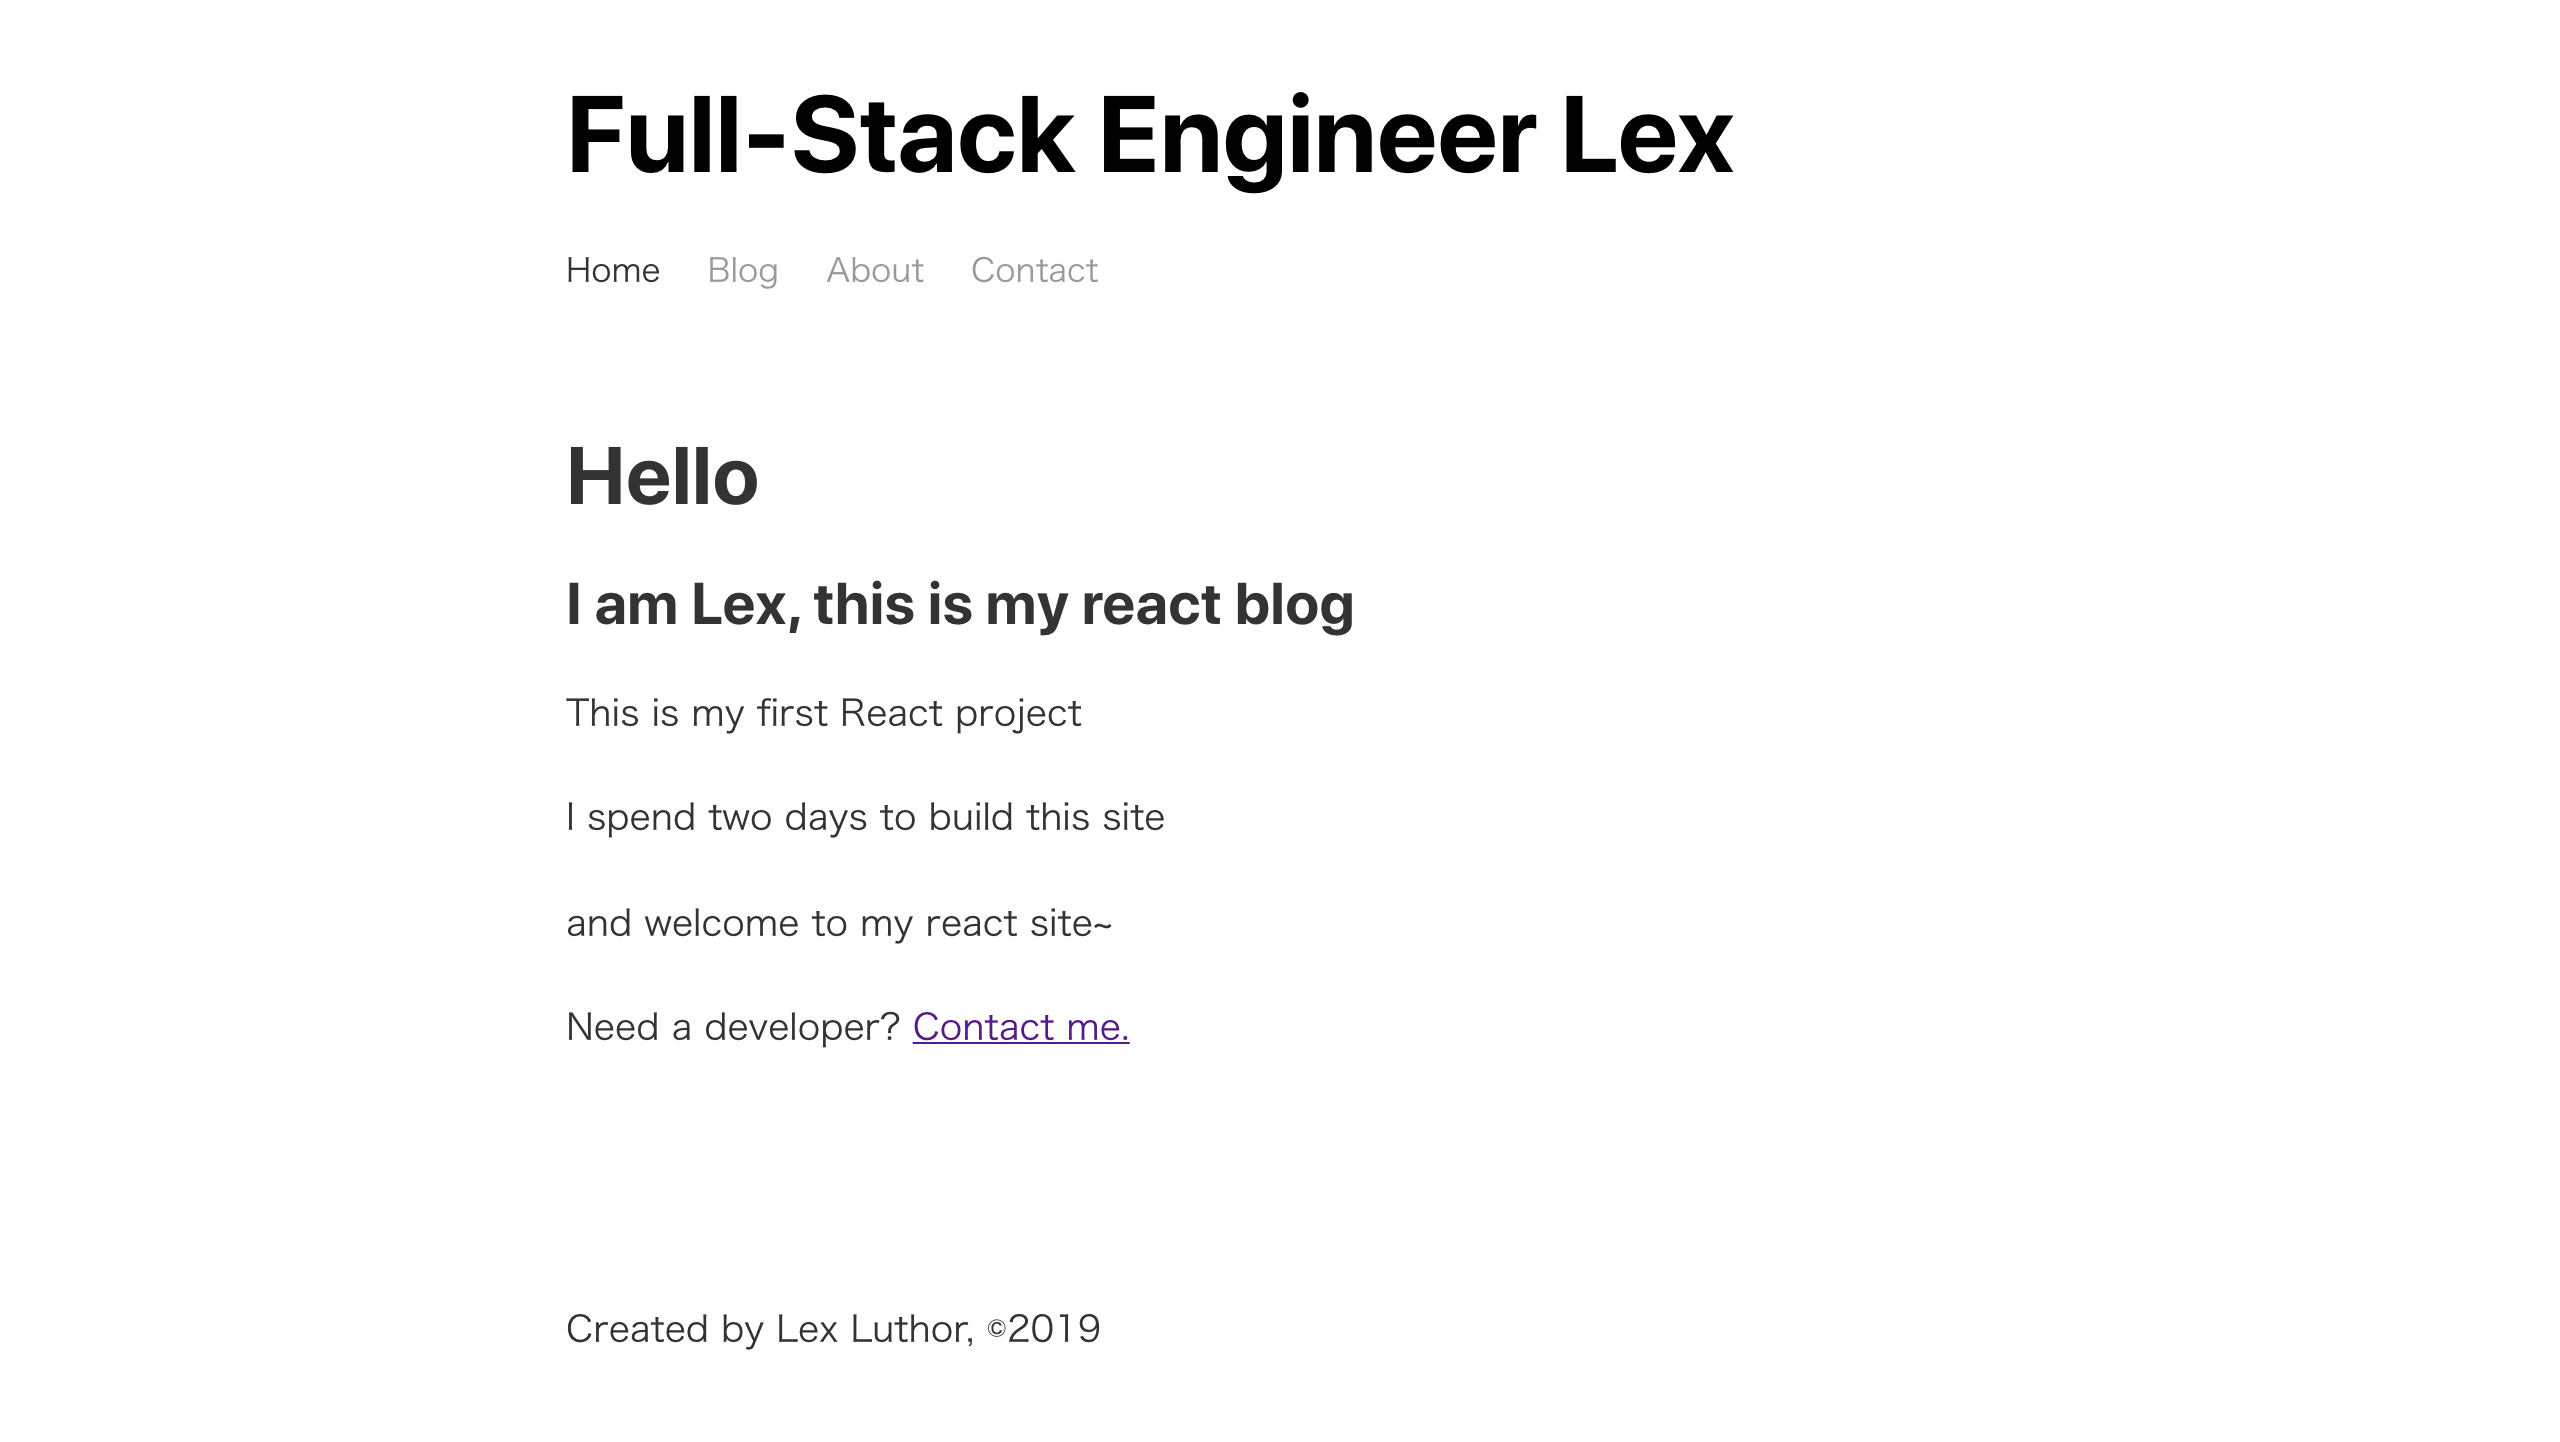 Full-Stack Engineer Lex
Home Blog About Contact
Hello
I am Lex, this is my react blog
This is my first React project
I spend two days to build this site
and welcome to my react site~
Need a developer? Contact me.
Created by Lex Luthor, ©2019